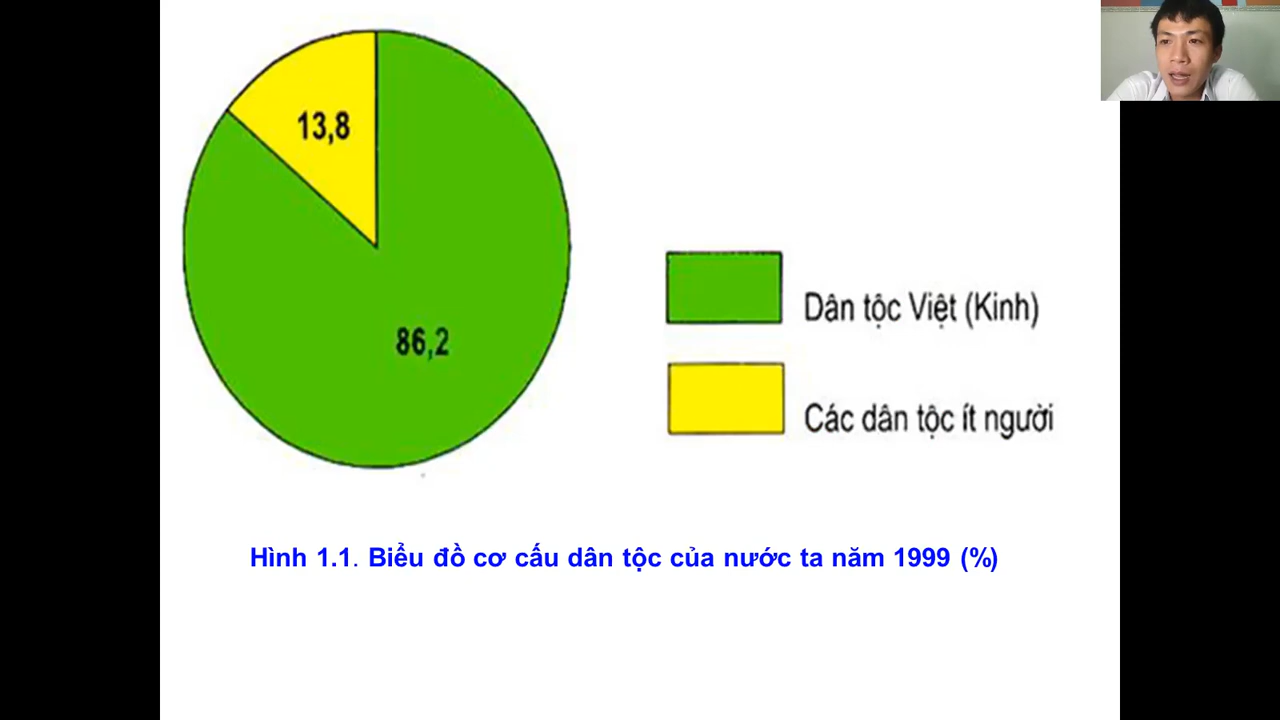 13,8
86,2
Dân tộc Việt (Kinh)
Các dân tộc ít người
Hình 1.1. Biểu đồ cơ cấu dân tộc của nước ta năm 1999 (%)